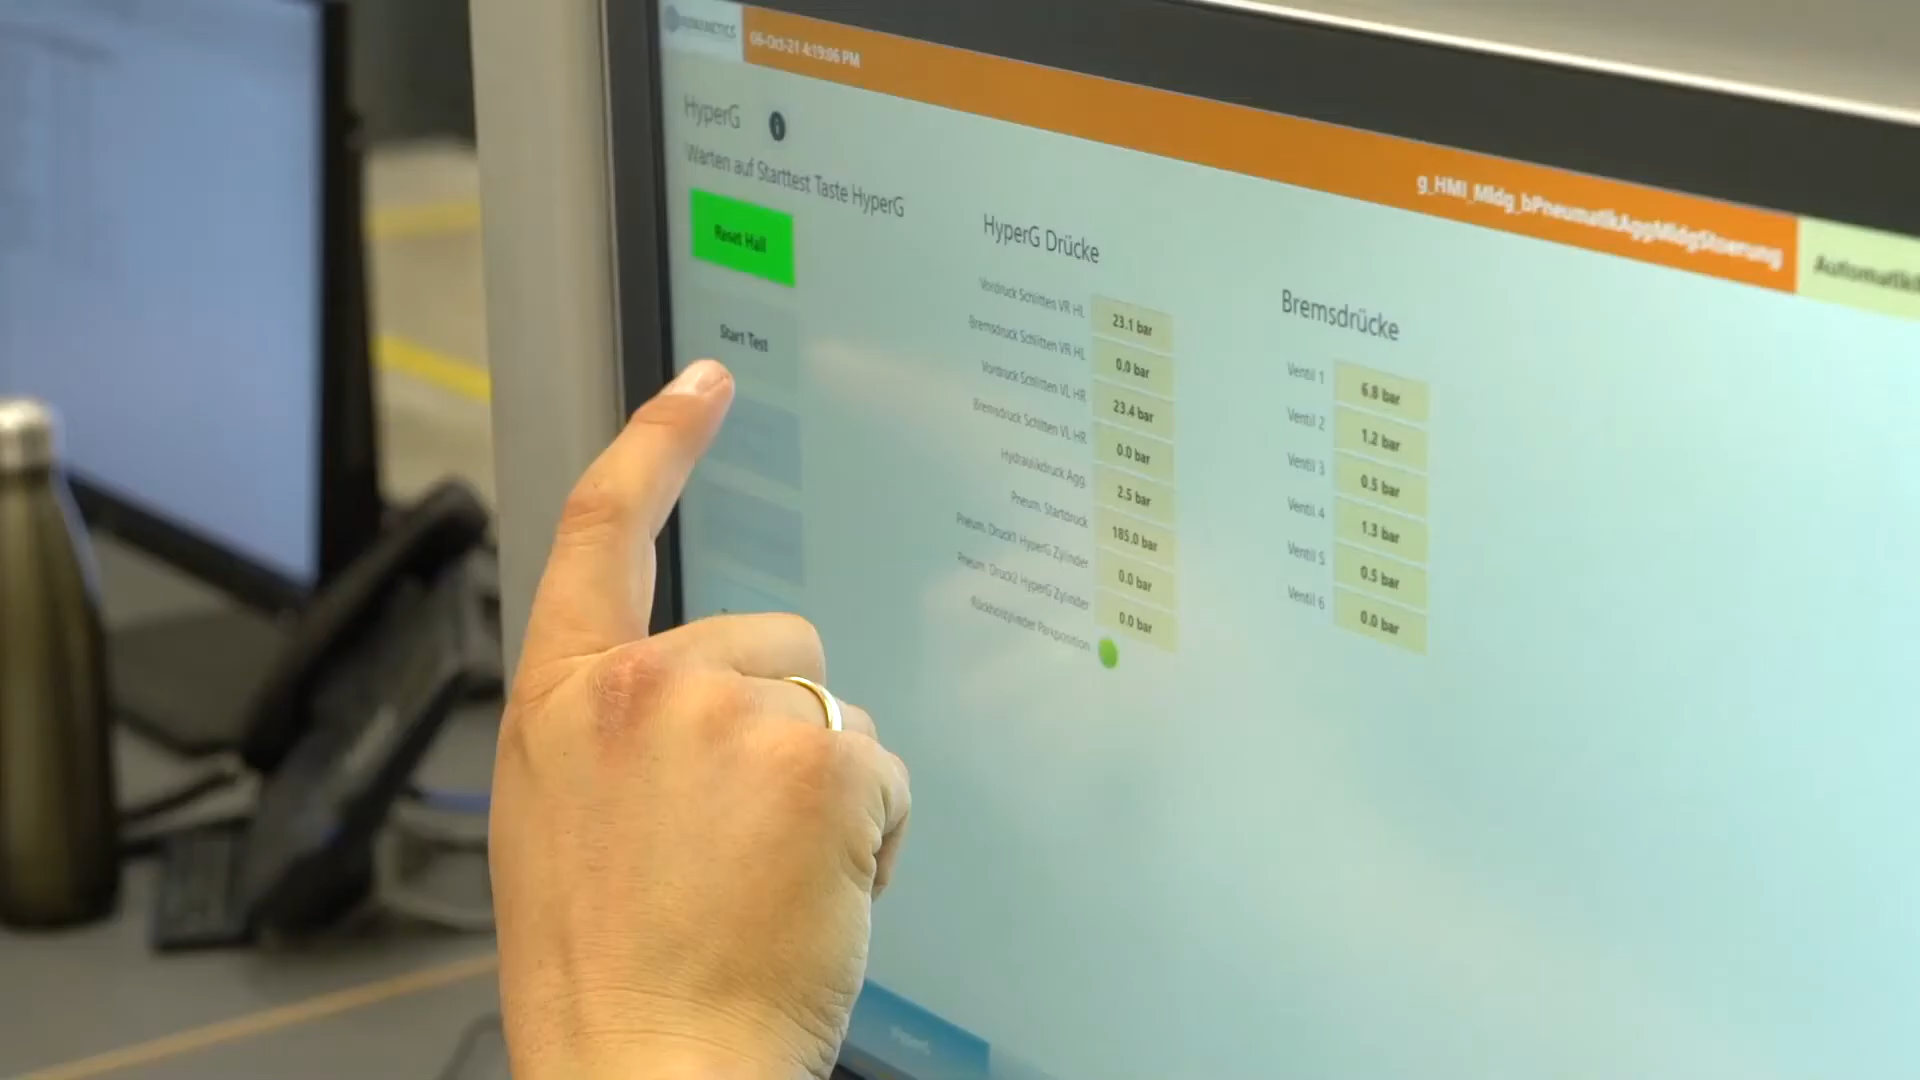 06-Oct-21 4:19:06 PM
g_HMI_Mldg_bPneumatikAggMldgStoerung
HyperG
Warten auf Starttest Taste HyperG
Reset Hall
Start Test
HyperG Drücke
Vordruck Schlitten VR HL 23.1 bar
Bremsdruck Schlitten VR HL 0.0 bar
Vordruck Schlitten VL HR 23.4 bar
Bremsdruck Schlitten VL HR 0.0 bar
Hydraulikdruck Agg. 2.5 bar
Pneum. Startdruck 185.0 bar
Pneum. Druck1 HyperG Zylinder 0.0 bar
Pneum. Druck2 HyperG Zylinder 0.0 bar
Rückholzylinder Parkposition
Bremsdrücke
Ventil 1 6.8 bar
Ventil 2 1.2 bar
Ventil 3 0.5 bar
Ventil 4 1.3 bar
Ventil 5 0.5 bar
Ventil 6 0.0 bar
HyperG